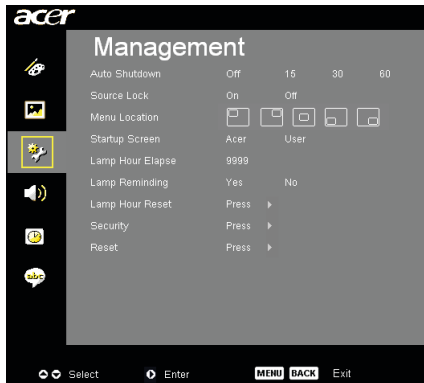 acer
Management
Auto Shutdown Off 15 30 60
Source Lock On Off
Menu Location
Startup Screen Acer User
Lamp Hour Elapse 9999
Lamp Reminding Yes No
Lamp Hour Reset Press
Security Press
Reset Press
abc
Select Enter MENU BACK Exit